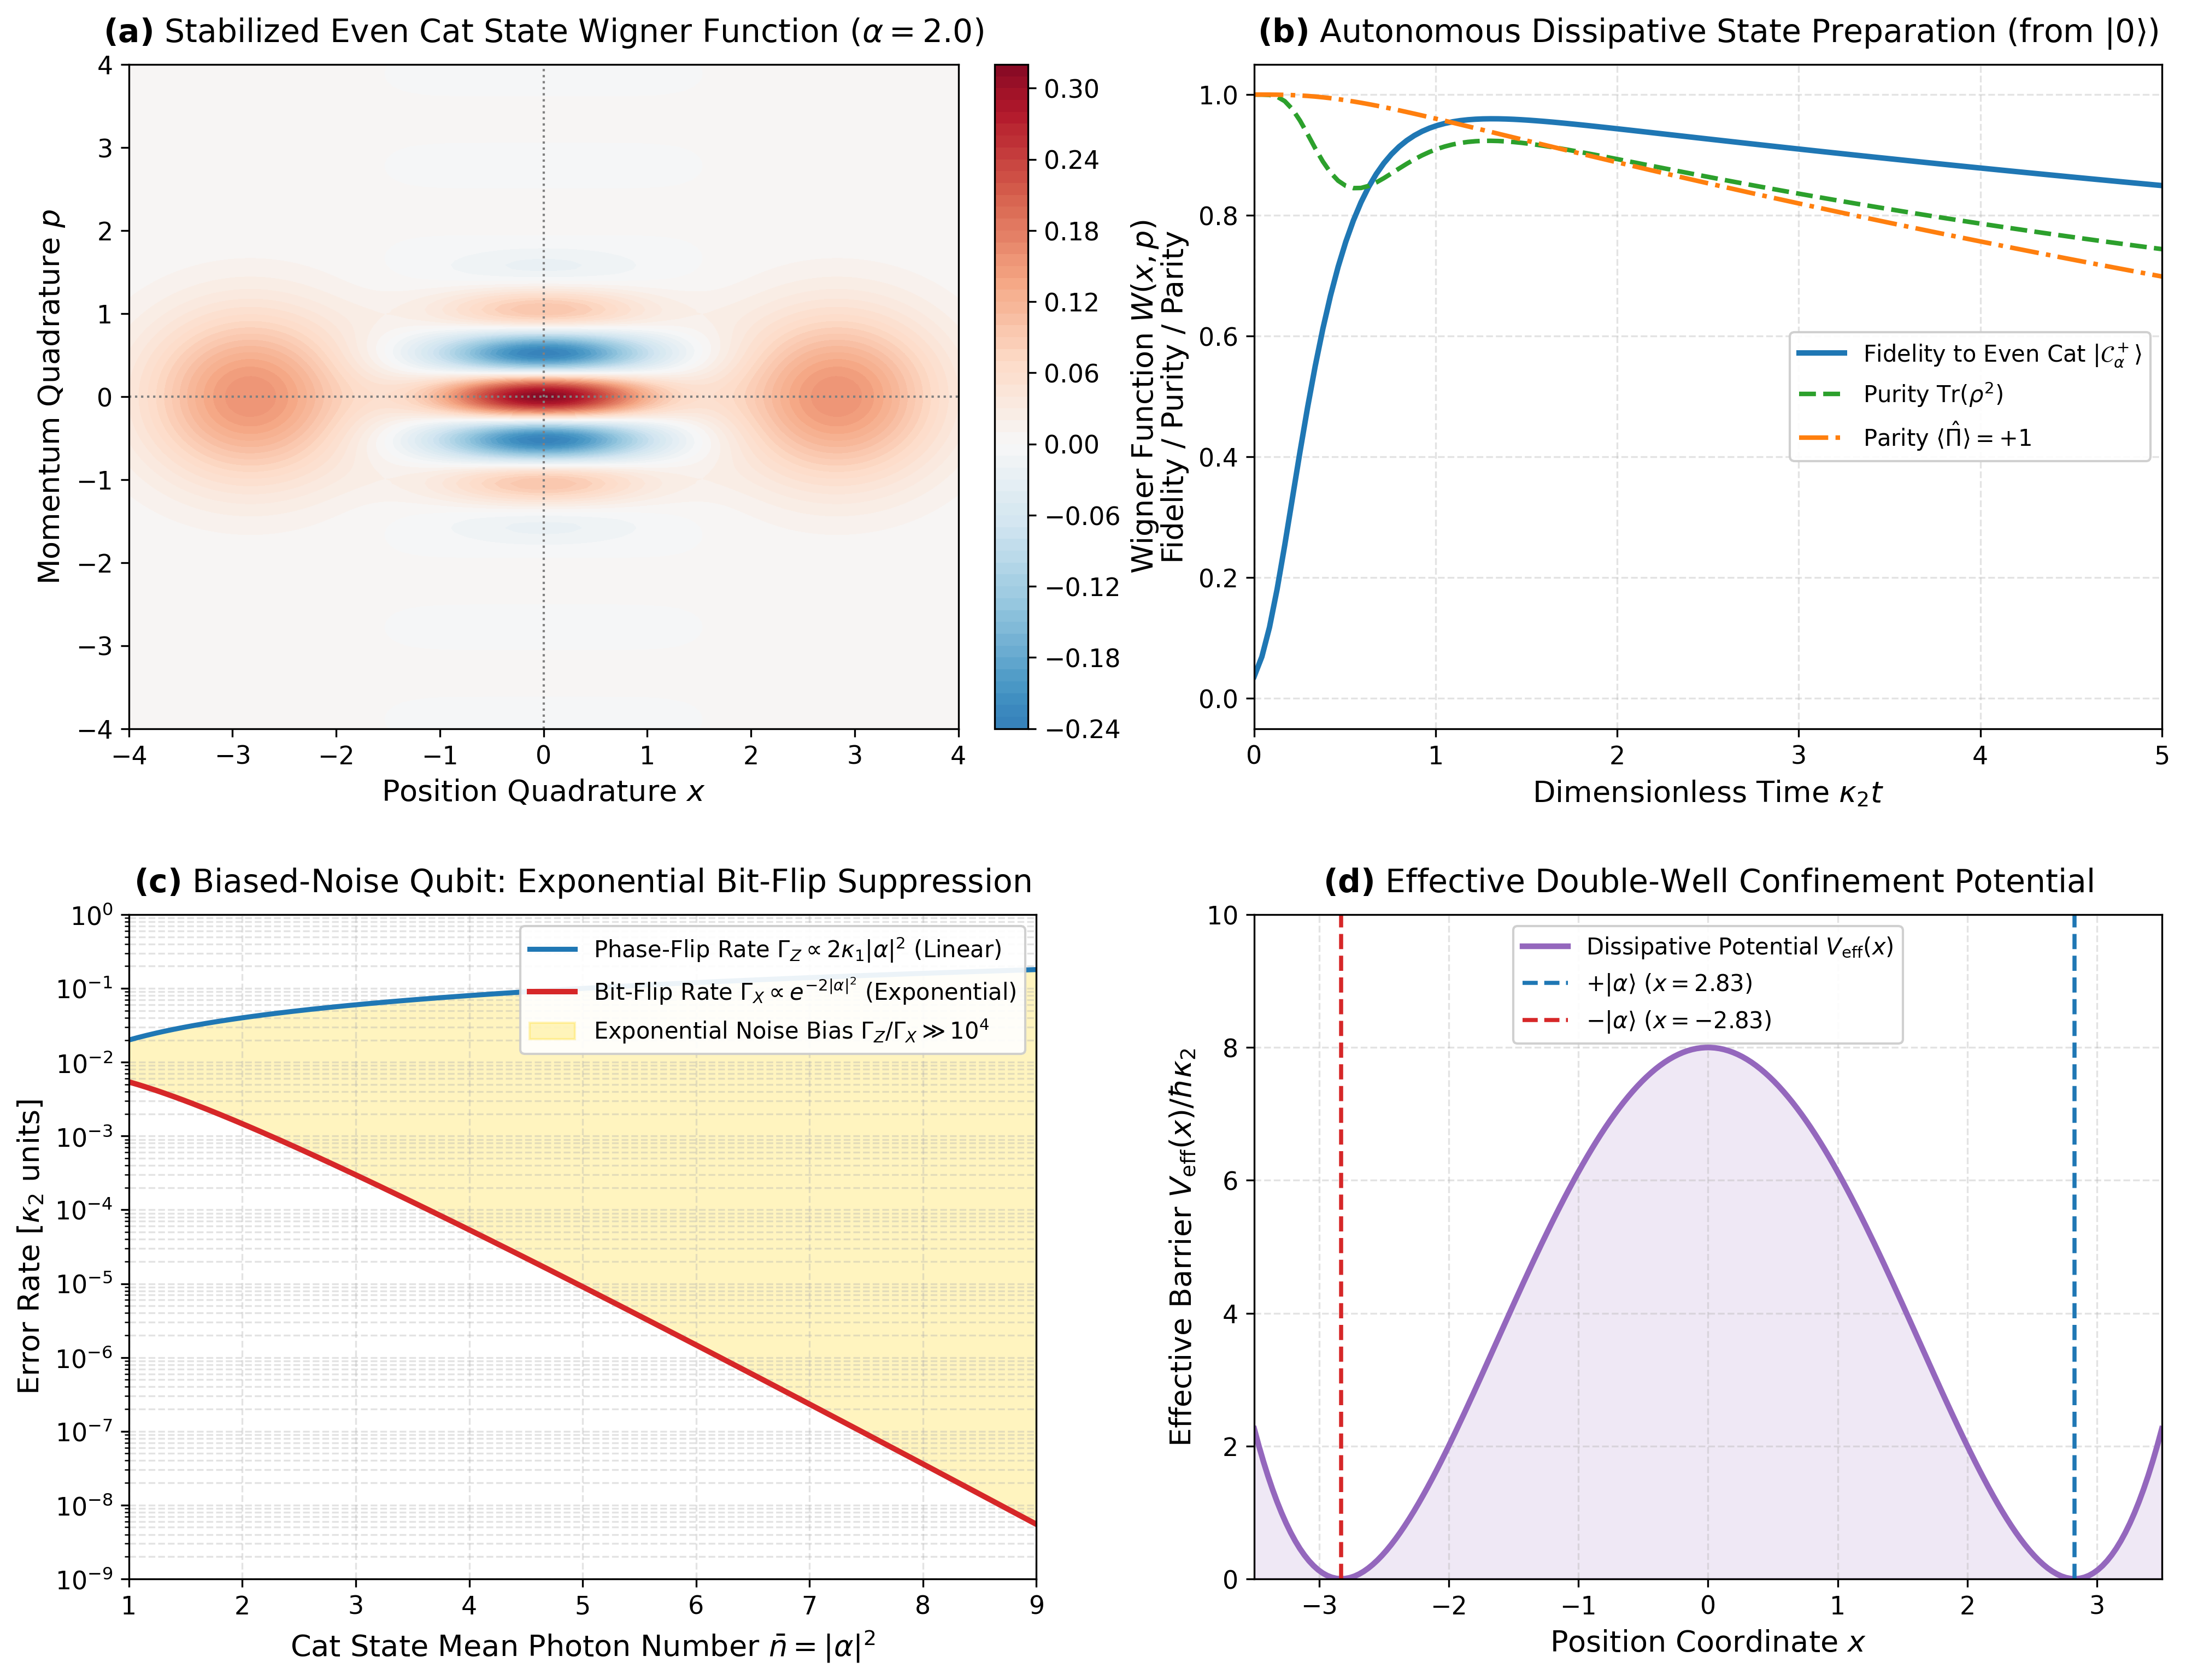 (a) Stabilized Even Cat State Wigner Function (α = 2.0)
4
3
2
1
0
−1
−2
−3
−4
Momentum Quadrature p
−4 −3 −2 −1 0 1 2 3 4
Position Quadrature x
0.30
0.24
0.18
0.12
0.06
0.00
−0.06
−0.12
−0.18
−0.24
Wigner Function W(x, p)
(b) Autonomous Dissipative State Preparation (from |0⟩)
Fidelity / Purity / Parity
1.0
0.8
0.6
0.4
0.2
0.0
Fidelity to Even Cat |𝒞α⁺⟩
Purity Tr(ρ²)
Parity ⟨Π̂⟩ = +1
0 1 2 3 4 5
Dimensionless Time κ₂t
(c) Biased-Noise Qubit: Exponential Bit-Flip Suppression
10⁰
10⁻¹
10⁻²
10⁻³
10⁻⁴
10⁻⁵
10⁻⁶
10⁻⁷
10⁻⁸
10⁻⁹
Error Rate [κ₂ units]
Phase-Flip Rate Γ_Z ∝ 2κ₁|α|² (Linear)
Bit-Flip Rate Γ_X ∝ e^{−2|α|²} (Exponential)
Exponential Noise Bias Γ_Z/Γ_X ≫ 10⁴
1 2 3 4 5 6 7 8 9
Cat State Mean Photon Number n̄ = |α|²
(d) Effective Double-Well Confinement Potential
10
8
6
4
2
0
Effective Barrier V_eff(x)/ℏκ₂
Dissipative Potential V_eff(x)
+|α⟩ (x = 2.83)
−|α⟩ (x = −2.83)
−3 −2 −1 0 1 2 3
Position Coordinate x